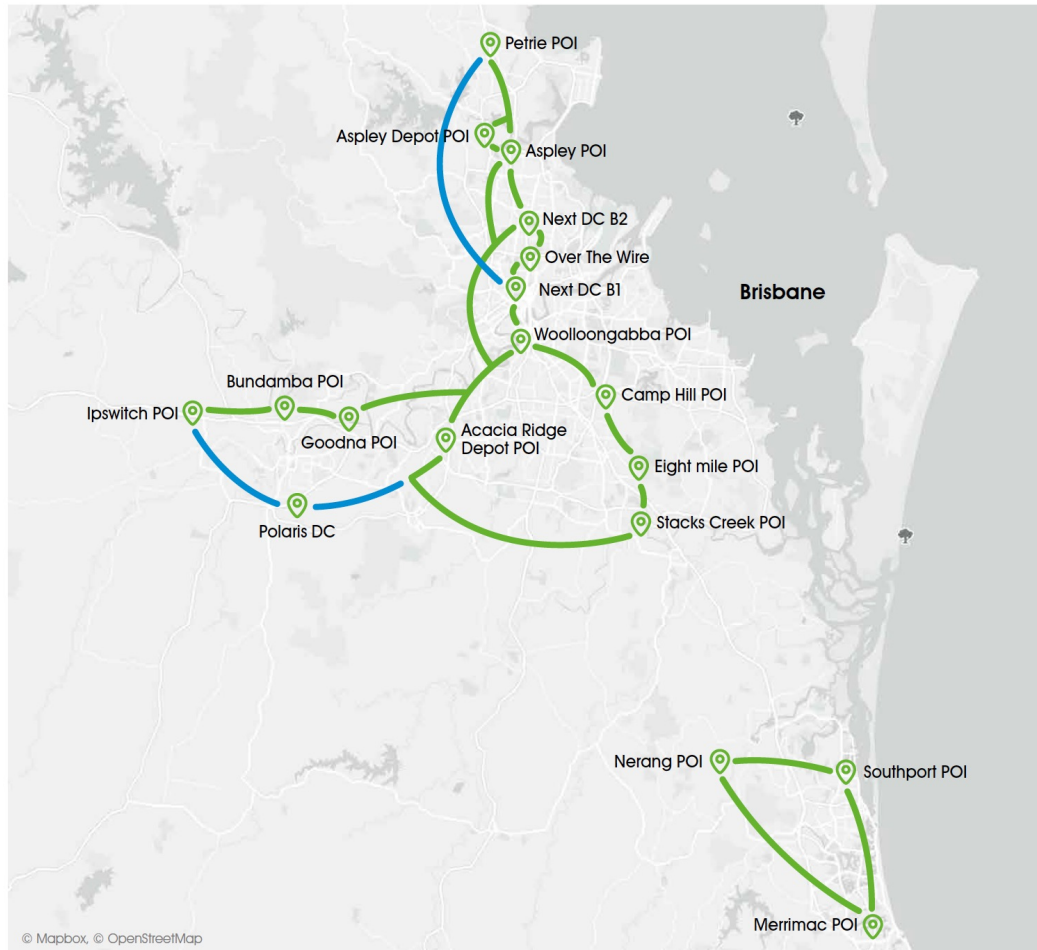 Petrie POI
Aspley Depot POI
Aspley POI
Next DC B2
Over The Wire
Next DC B1
Brisbane
Woolloongabba POI
Bundamba POI
Camp Hill POI
Ipswitch POI
Goodna POI
Acacia Ridge
Depot POI
Eight mile POI
Polaris DC
Stacks Creek POI
Nerang POI
Southport POI
Merrimac POI
© Mapbox, © OpenStreetMap